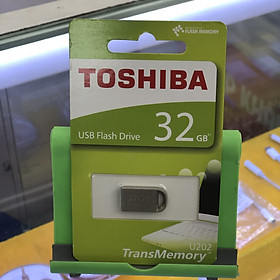 FLASH MEMORY
TOSHIBA
USB Flash Drive
32 GB
U202
TransMemory